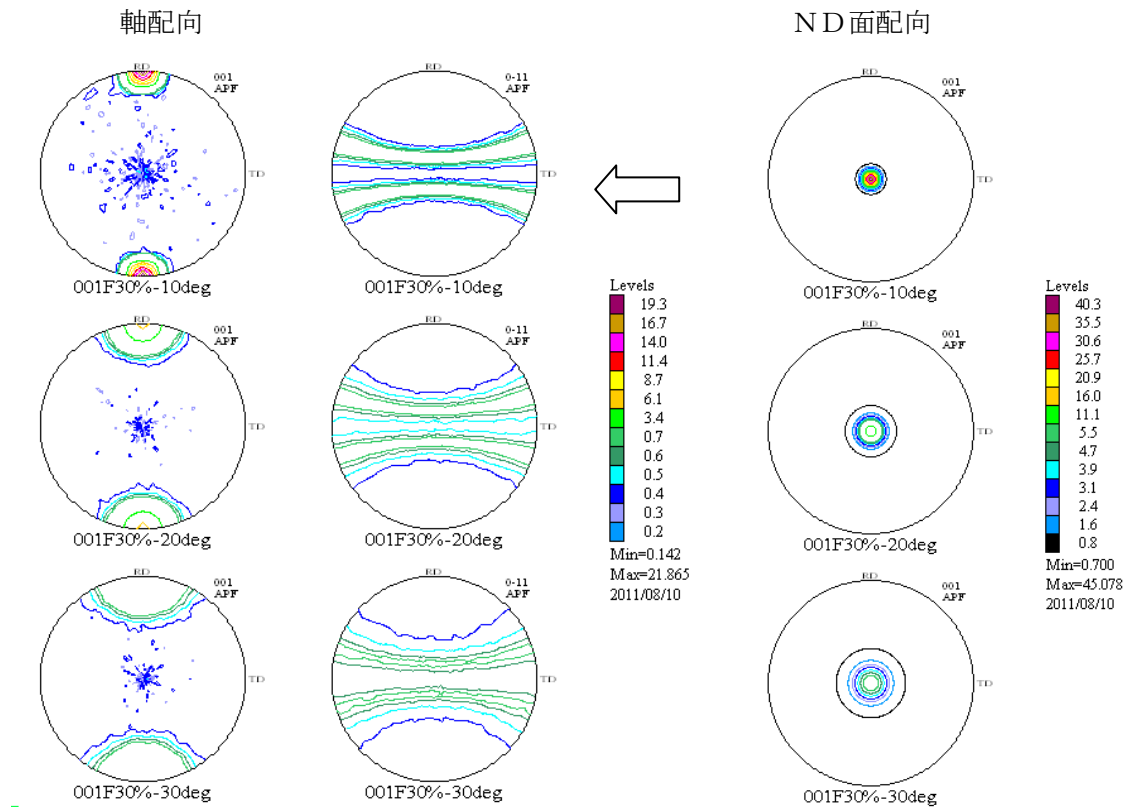 軸配向
ＮＤ面配向
RD
001
APF
TD
001F30%-10deg
RD
0-11
APF
TD
001F30%-10deg
RD
001
APF
TD
001F30%-10deg
RD
001
APF
TD
001F30%-20deg
RD
0-11
APF
TD
001F30%-20deg
RD
001
APF
TD
001F30%-20deg
RD
001
APF
TD
001F30%-30deg
RD
0-11
APF
TD
001F30%-30deg
RD
001
APF
TD
001F30%-30deg
Levels
19.3
16.7
14.0
11.4
8.7
6.1
3.4
0.7
0.6
0.5
0.4
0.3
0.2
Min=0.142
Max=21.865
2011/08/10
Levels
40.3
35.5
30.6
25.7
20.9
16.0
11.1
5.5
4.7
3.9
3.1
2.4
1.6
0.8
Min=0.700
Max=45.078
2011/08/10